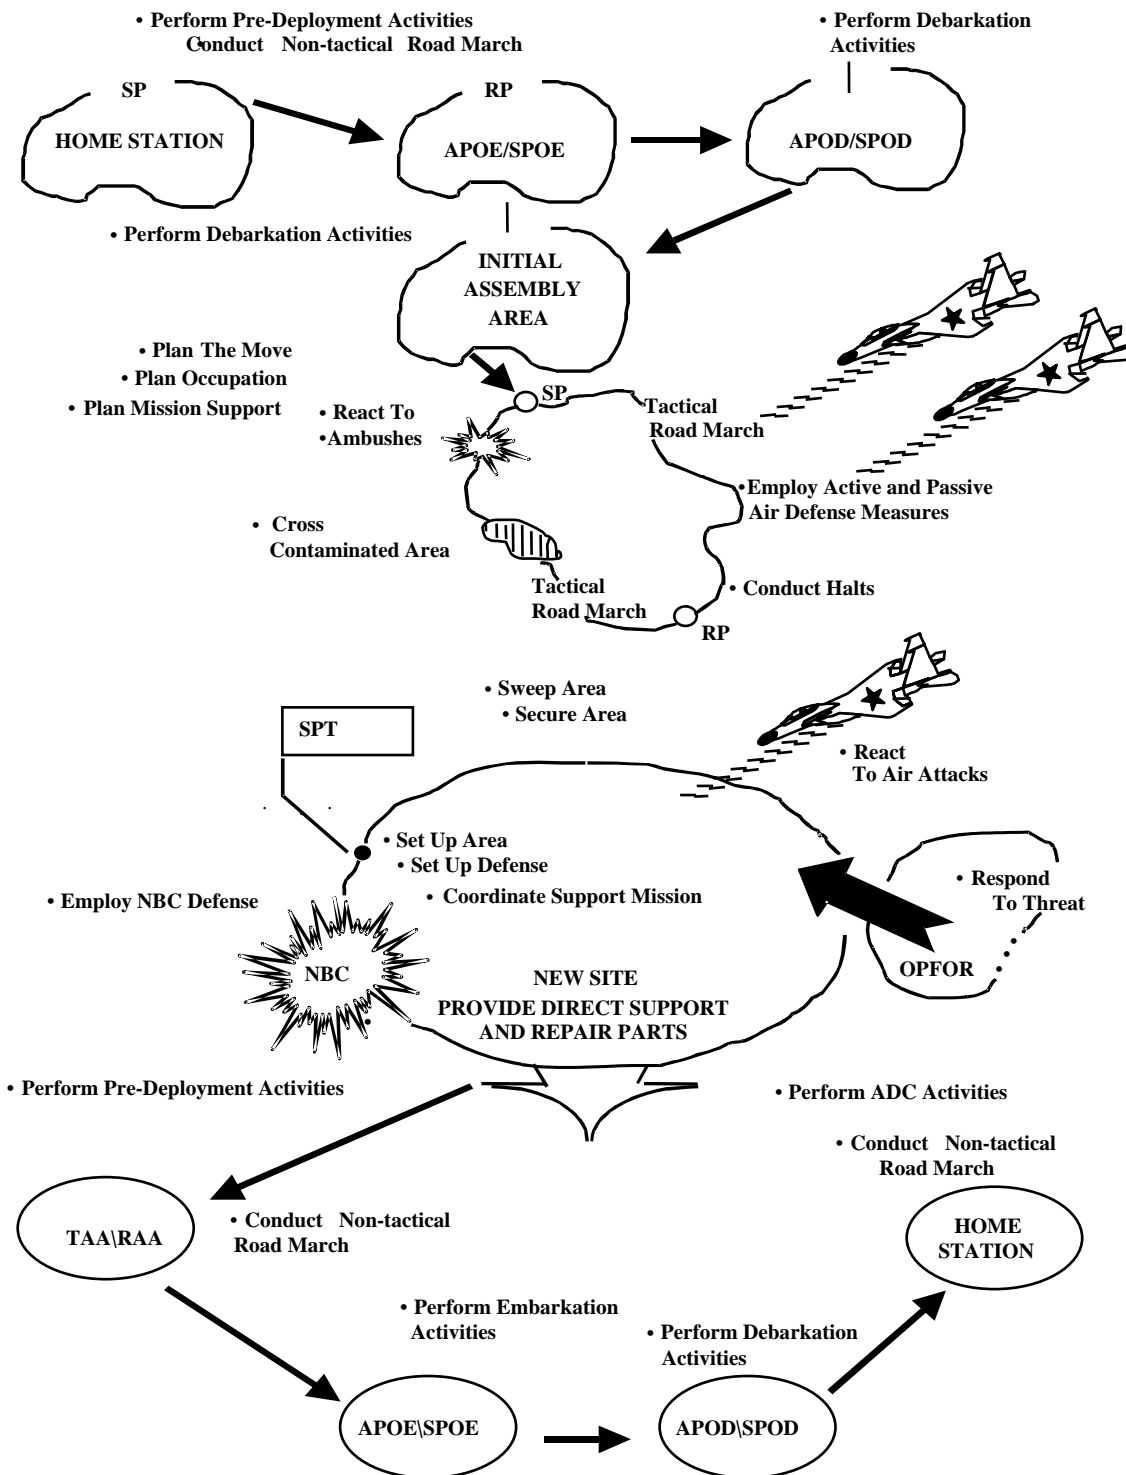 • Perform Pre-Deployment Activities
• Conduct Non-tactical Road March
• Perform Debarkation
Activities
SP
HOME STATION
RP
APOE/SPOE
APOD/SPOD
• Perform Debarkation Activities
INITIAL
ASSEMBLY
AREA
• Plan The Move
• Plan Occupation
• Plan Mission Support
• React To
•Ambushes
SP
Tactical
Road March
•Employ Active and Passive
Air Defense Measures
• Cross
Contaminated Area
Tactical
Road March
• Conduct Halts
RP
• Sweep Area
• Secure Area
SPT
• React
To Air Attacks
• Set Up Area
• Set Up Defense
• Coordinate Support Mission
• Respond
To Threat
• Employ NBC Defense
NBC
OPFOR
NEW SITE
PROVIDE DIRECT SUPPORT
AND REPAIR PARTS
• Perform Pre-Deployment Activities
• Perform ADC Activities
• Conduct Non-tactical
Road March
TAA\RAA
• Conduct Non-tactical
Road March
HOME
STATION
• Perform Embarkation
Activities
• Perform Debarkation
Activities
APOE\SPOE
APOD\SPOD